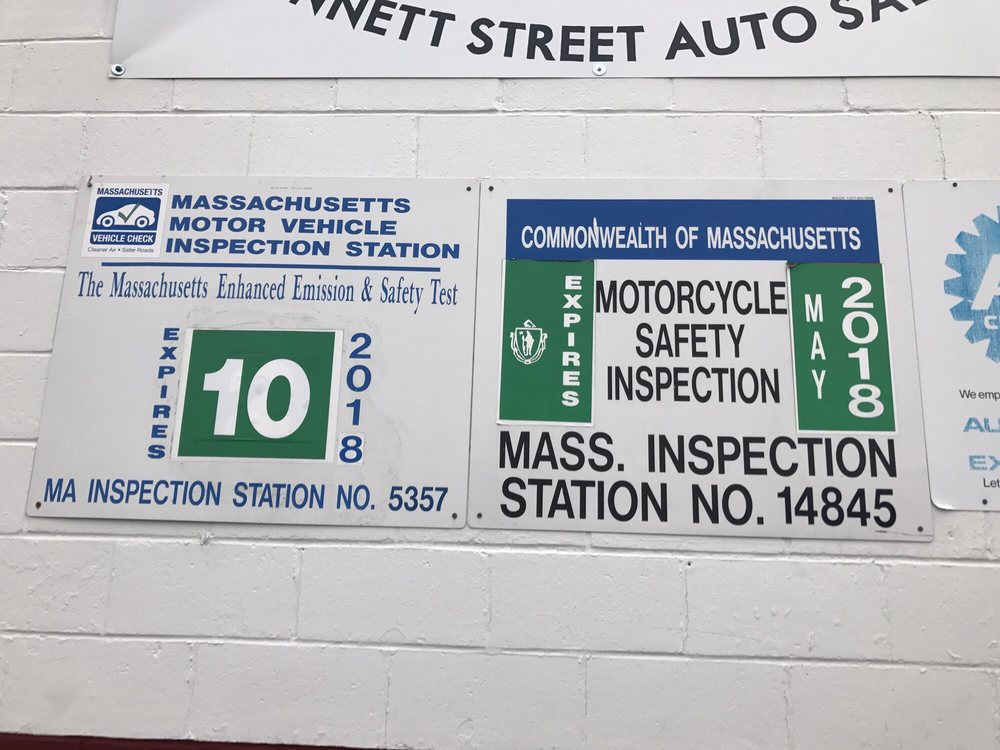 STREET AUTO
MASSACHUSETTS
VEHICLE CHECK
Cleaner Air • Safer Roads
MASSACHUSETTS
MOTOR VEHICLE
INSPECTION STATION
The Massachusetts Enhanced Emission & Safety Test
EXPIRES
10
2018
MA INSPECTION STATION NO. 5357
COMMONWEALTH OF MASSACHUSETTS
EXPIRES
MOTORCYCLE
SAFETY
INSPECTION
MAY
2018
MASS. INSPECTION
STATION NO. 14845
We emp